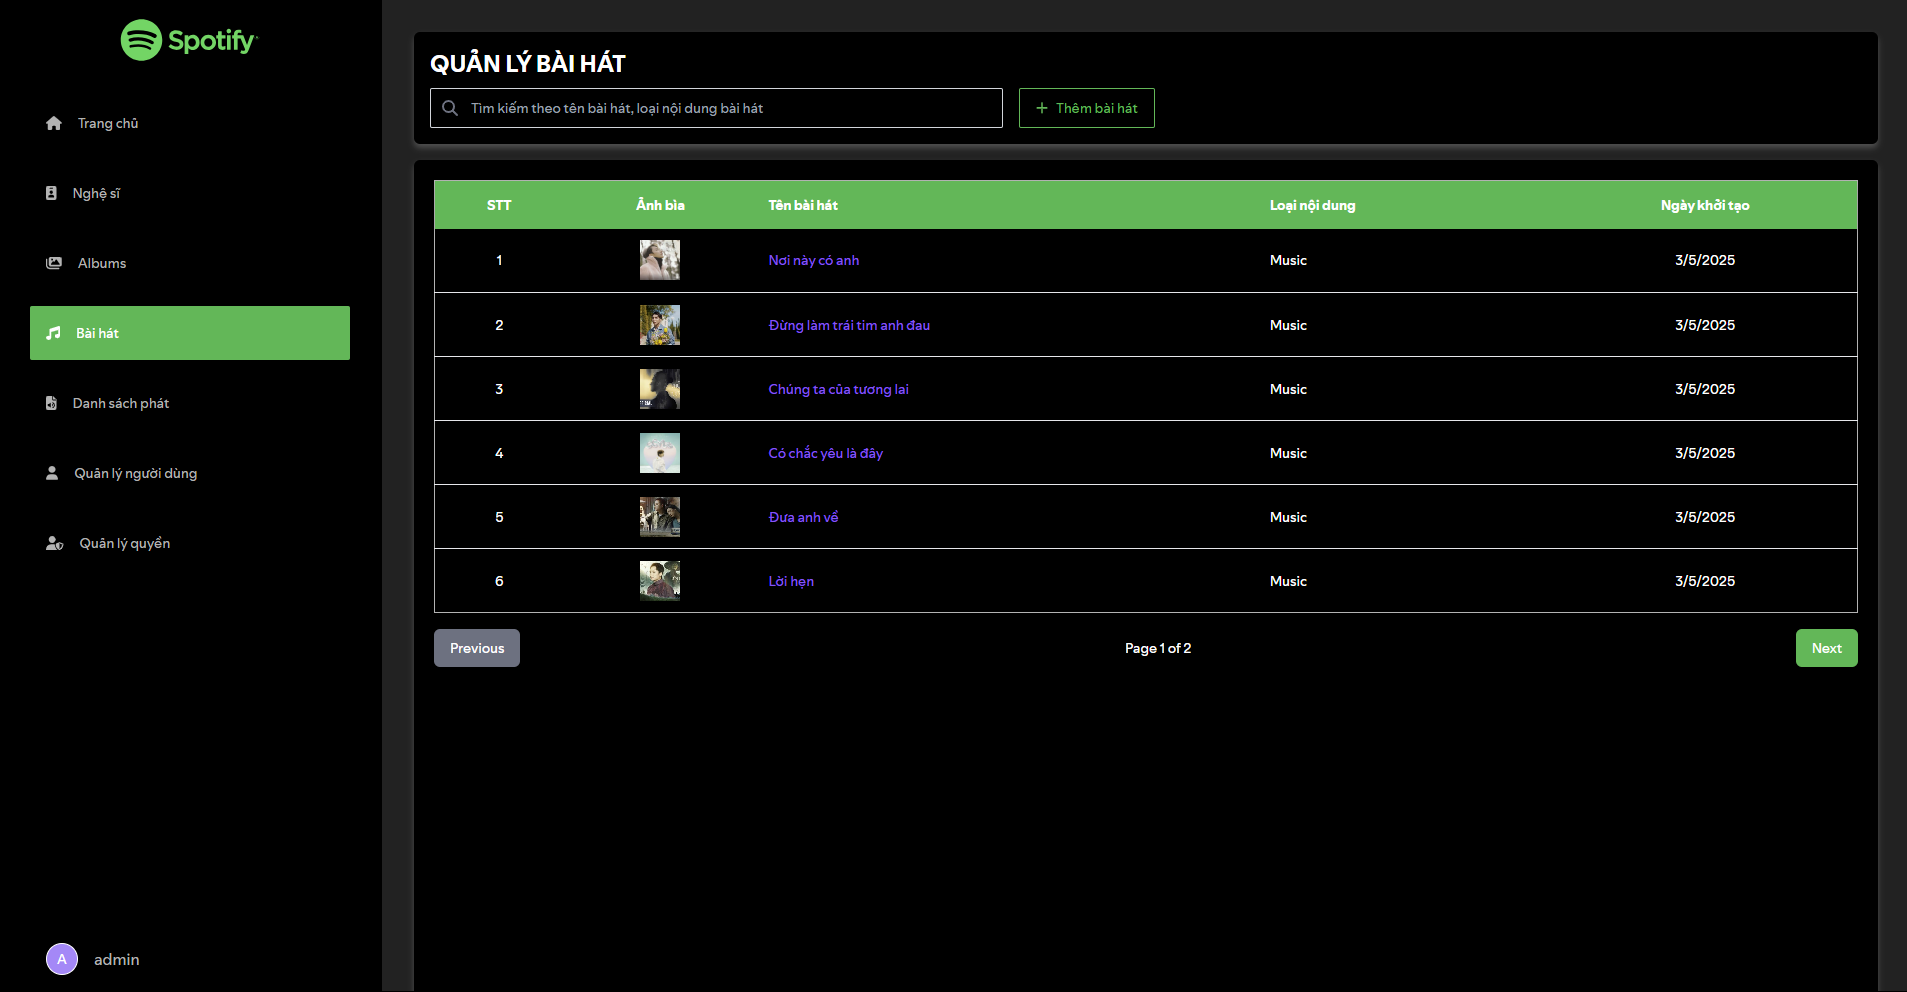 Spotify
Trang chủ
Nghệ sĩ
Albums
Bài hát
Danh sách phát
Quản lý người dùng
Quản lý quyền
A admin
QUẢN LÝ BÀI HÁT
Tìm kiếm theo tên bài hát, loại nội dung bài hát
+ Thêm bài hát
STT Ảnh bìa Tên bài hát Loại nội dung Ngày khởi tạo
1 Nơi này có anh Music 3/5/2025
2 Đừng làm trái tim anh đau Music 3/5/2025
3 Chúng ta của tương lai Music 3/5/2025
4 Có chắc yêu là đây Music 3/5/2025
5 Đưa anh về Music 3/5/2025
6 Lời hẹn Music 3/5/2025
Previous Page 1 of 2 Next